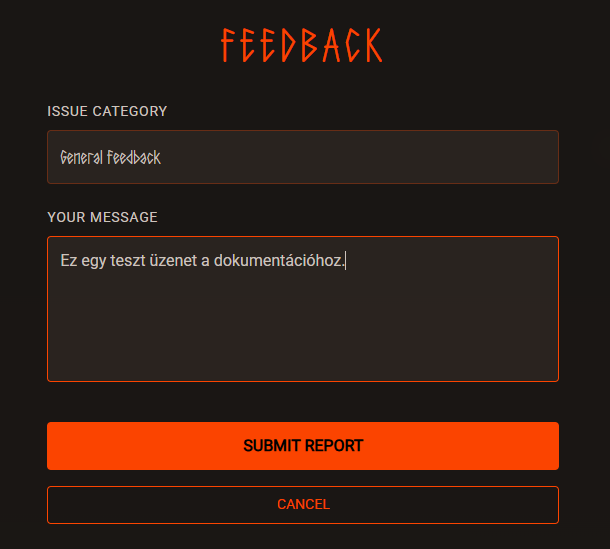 FEEDBACK
ISSUE CATEGORY
General feedback
YOUR MESSAGE
Ez egy teszt üzenet a dokumentációhoz.
SUBMIT REPORT
CANCEL